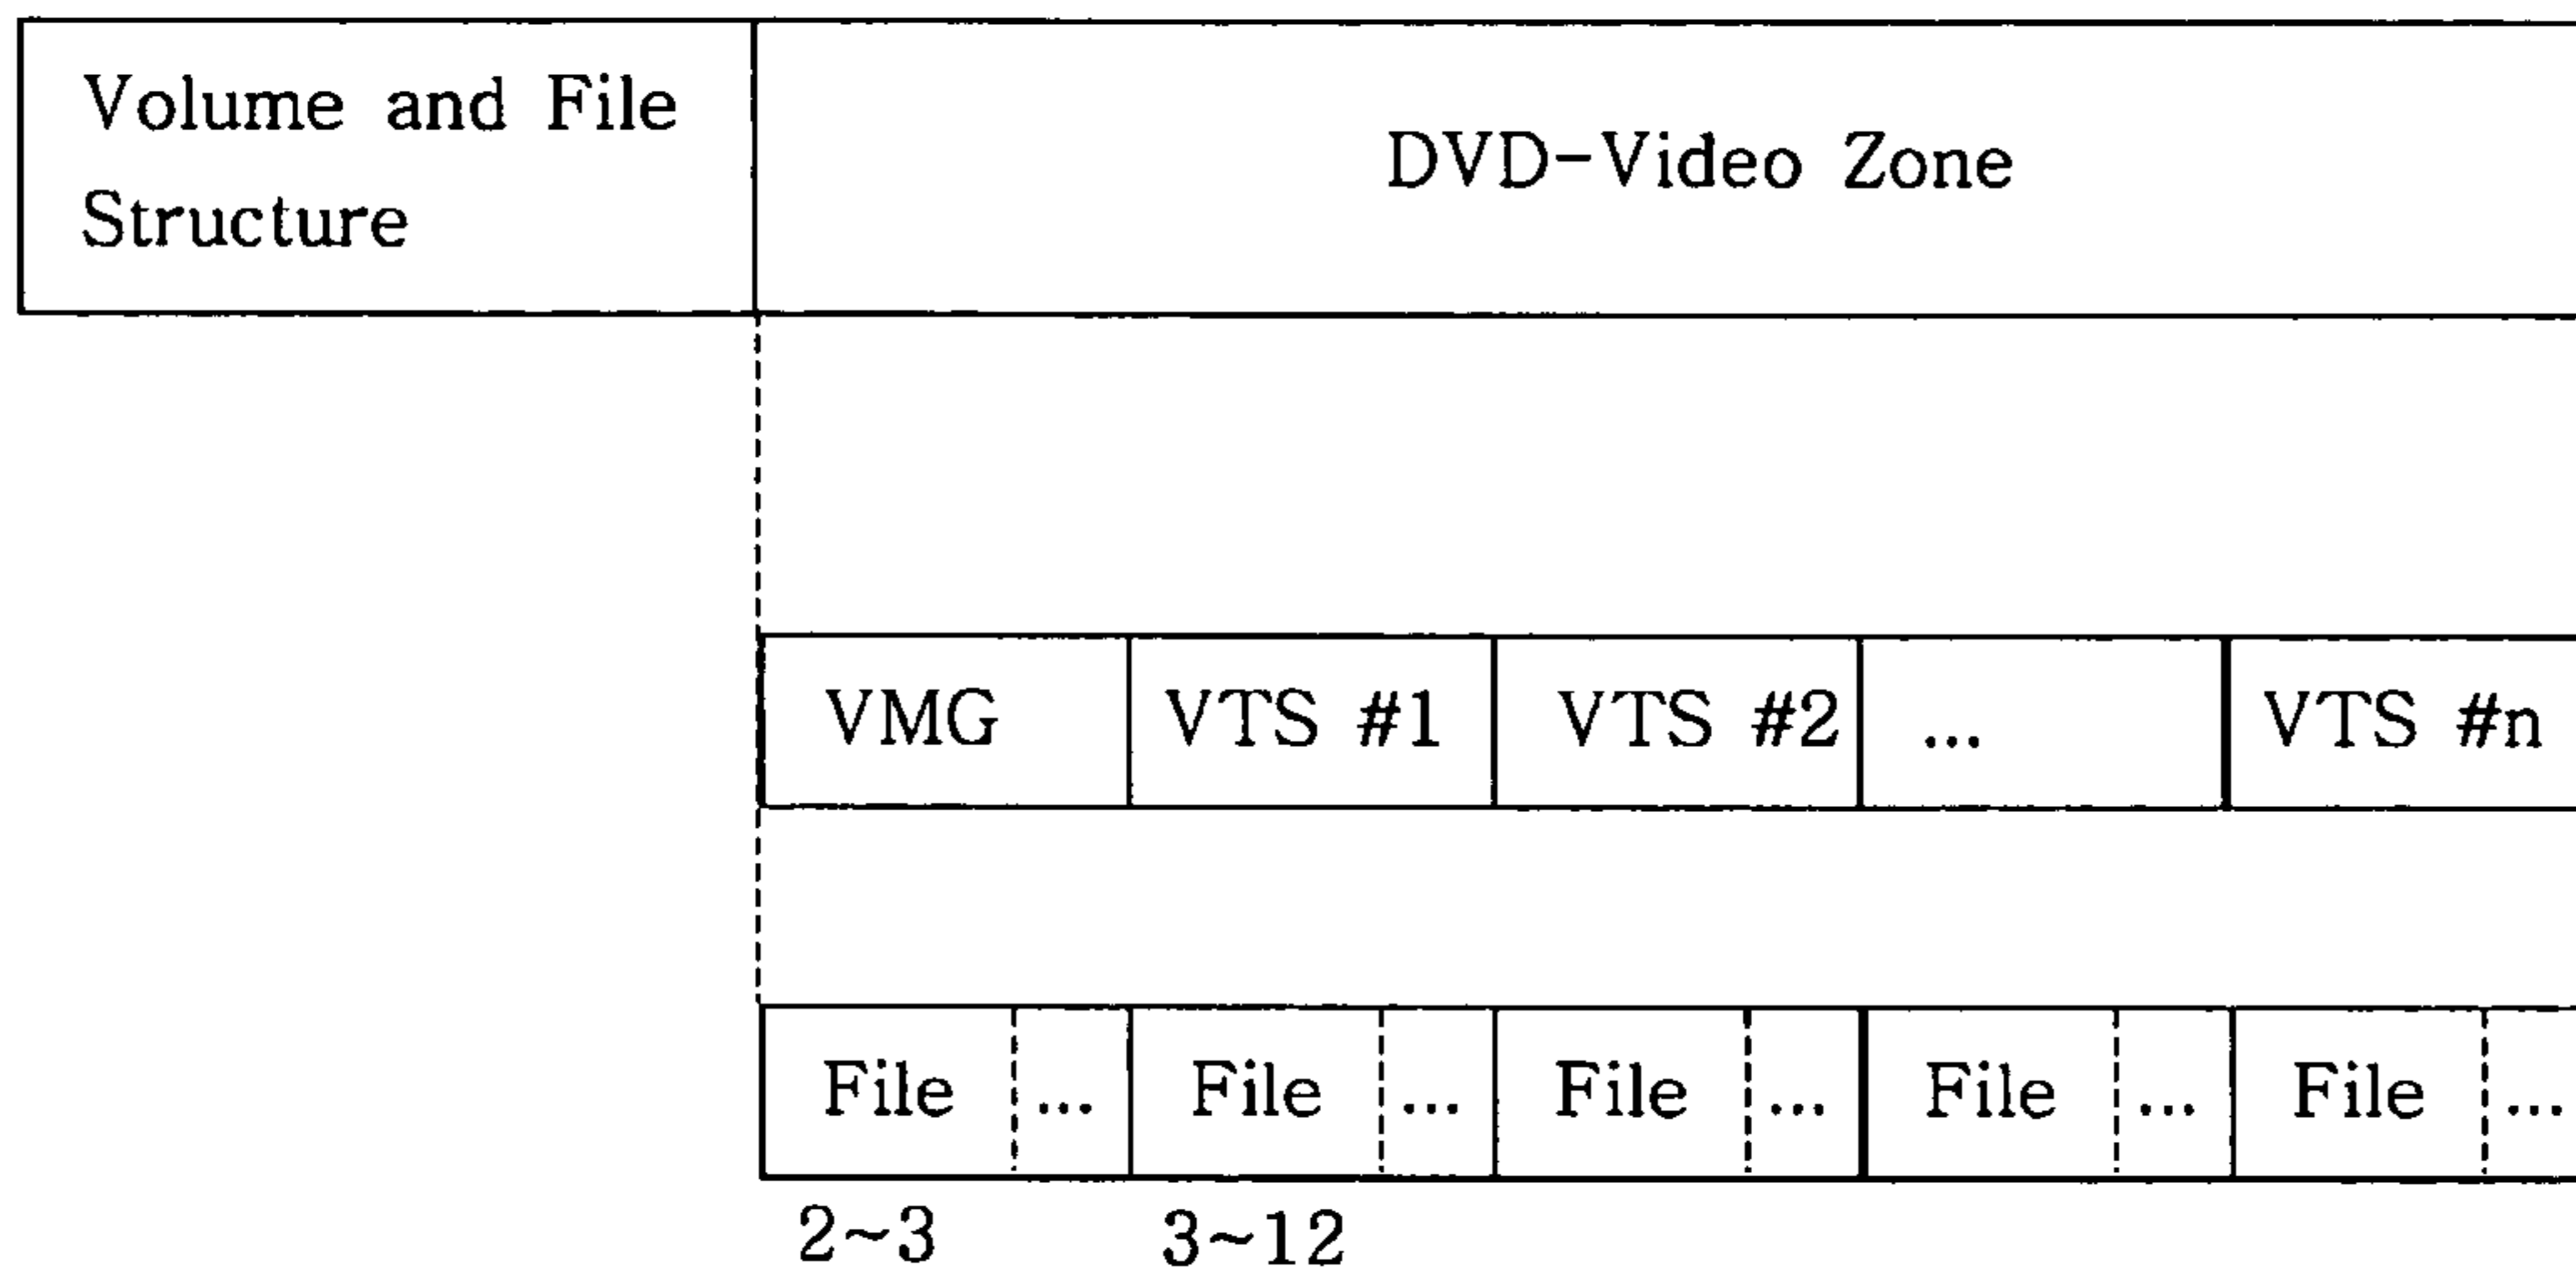 Volume and File
Structure
DVD-Video Zone
VMG
VTS #1
VTS #2
...
VTS #n
File
...
File
...
File
...
File
...
File
...
2~3
3~12